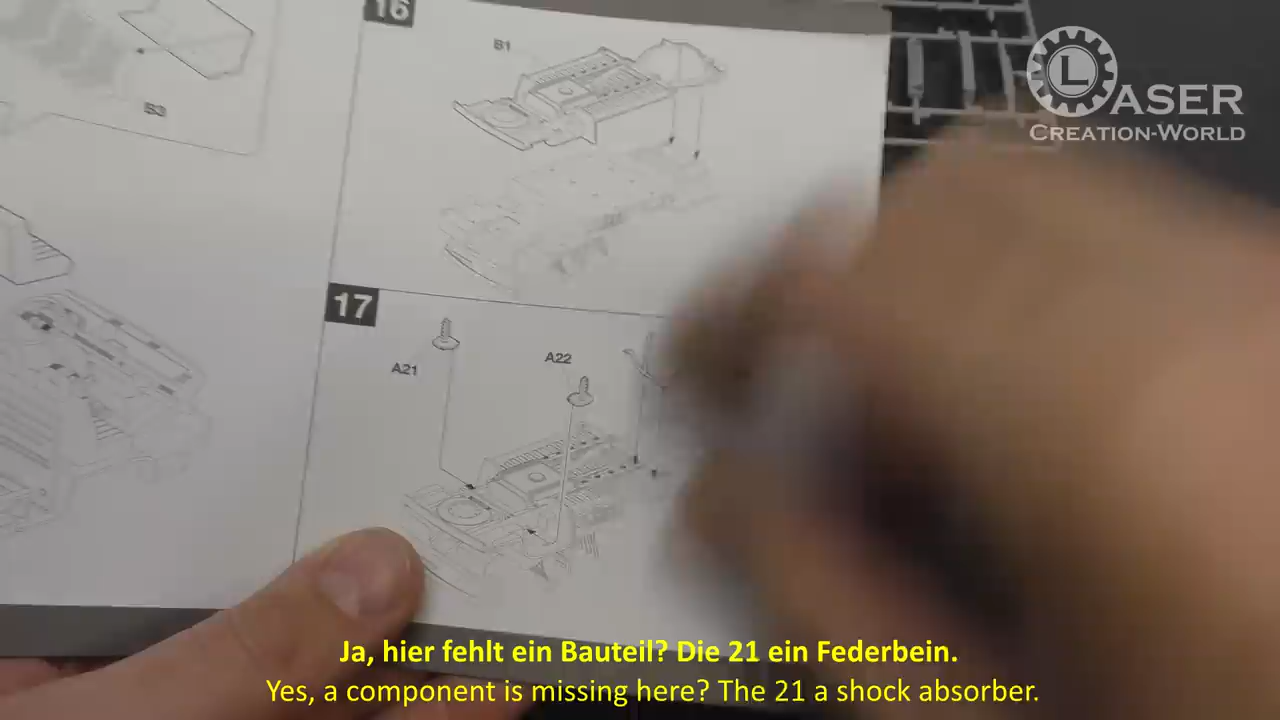 16
B1
B3
LASER
CREATION-WORLD
17
A21
A22
Ja, hier fehlt ein Bauteil? Die 21 ein Federbein.
Yes, a component is missing here? The 21 a shock absorber.